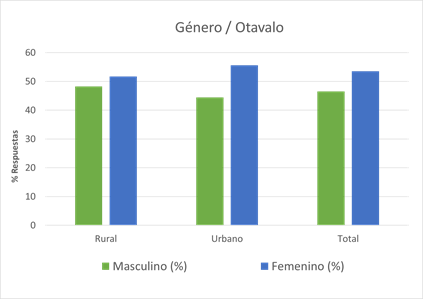 Género / Otavalo
% Respuestas
60
50
40
30
20
10
0
Rural Urbano Total
Masculino (%) Femenino (%)